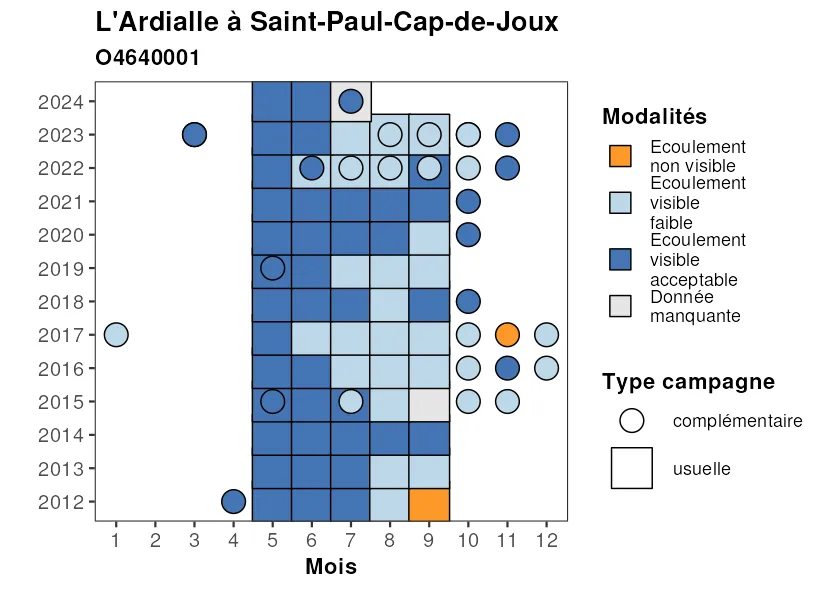 L'Ardialle à Saint-Paul-Cap-de-Joux
O4640001
2024
2023
2022
2021
2020
2019
2018
2017
2016
2015
2014
2013
2012
1 2 3 4 5 6 7 8 9 10 11 12
Mois
Modalités
Ecoulement
non visible
Ecoulement
visible
faible
Ecoulement
visible
acceptable
Donnée
manquante
Type campagne
complémentaire
usuelle